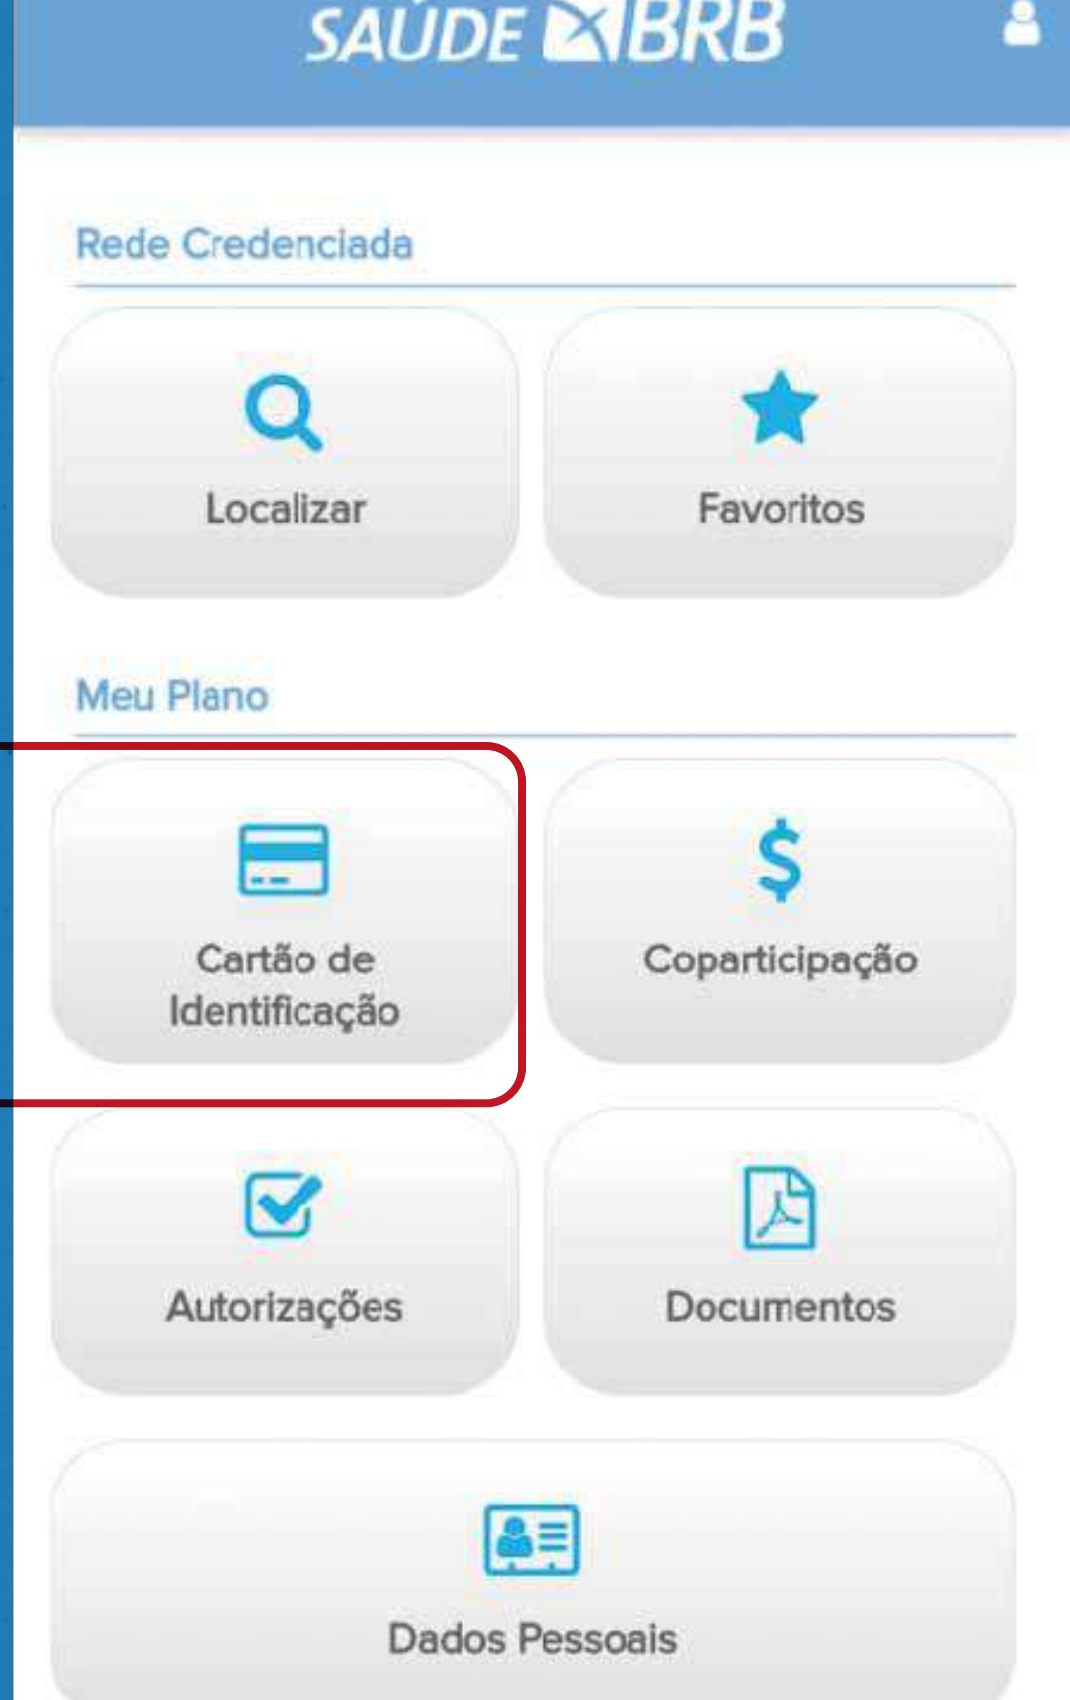 SAÚDE BRB
Rede Credenciada
Localizar
Favoritos
Meu Plano
Cartão de
Identificação
Coparticipação
Autorizações
Documentos
Dados Pessoais